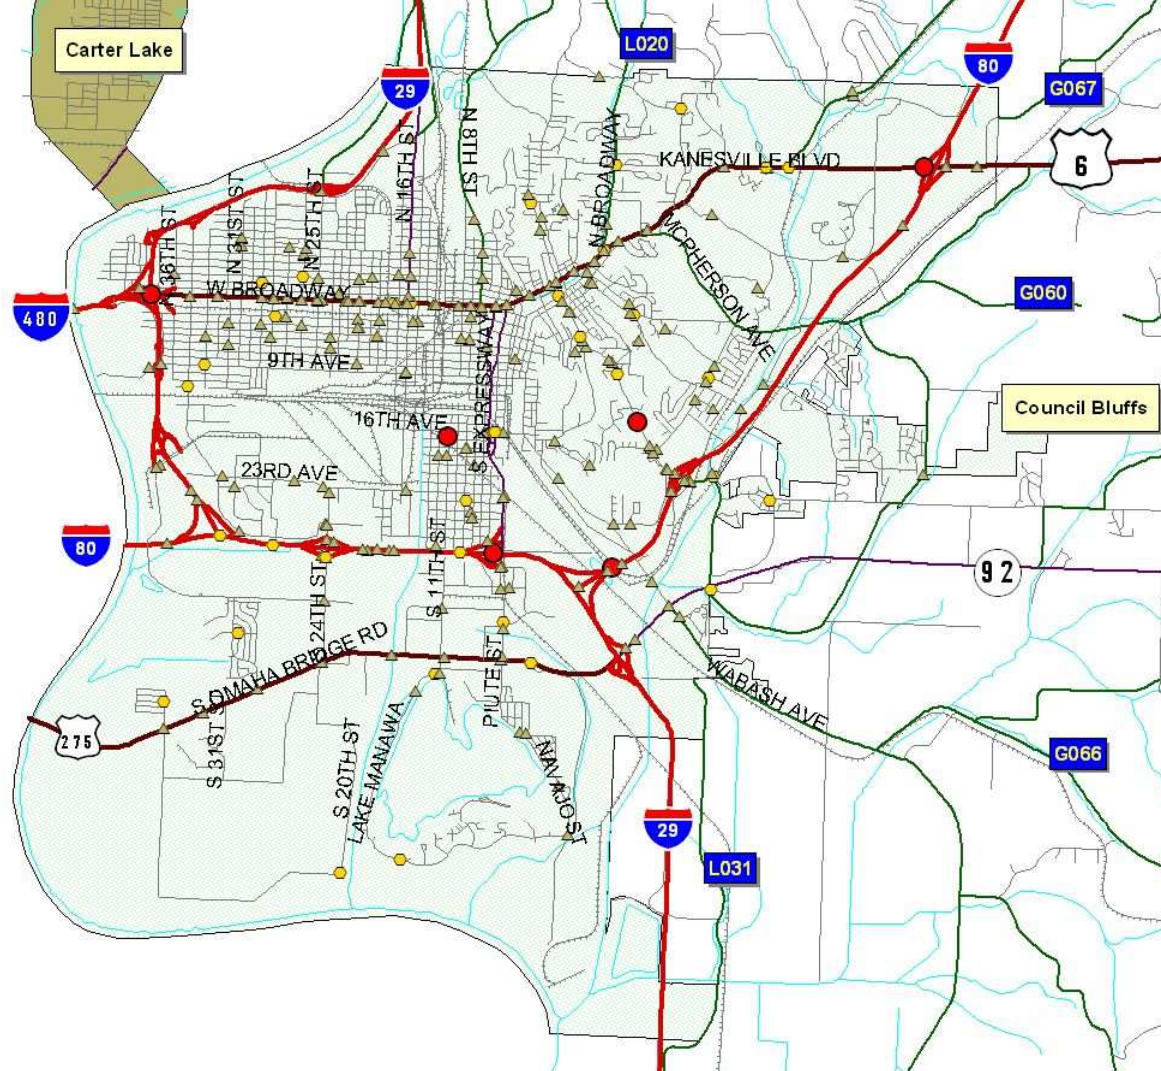 Carter Lake
L020
80
29
G067
N 8TH ST
N 16TH ST
N BROADWAY
KANESVILLE BLVD
6
N 25TH ST
N 31ST ST
N 36TH ST
MCPHERSON AVE
W BROADWAY
G060
480
S EXPRESSWAY
9TH AVE
Council Bluffs
16TH AVE
23RD AVE
80
S 11TH ST
92
S 24TH ST
S OMAHA BRIDGE RD
PIUTE ST
WABASH AVE
275
S 31ST ST
S 20TH ST
LAKE MANAWA
NAVAJO ST
G066
29
L031